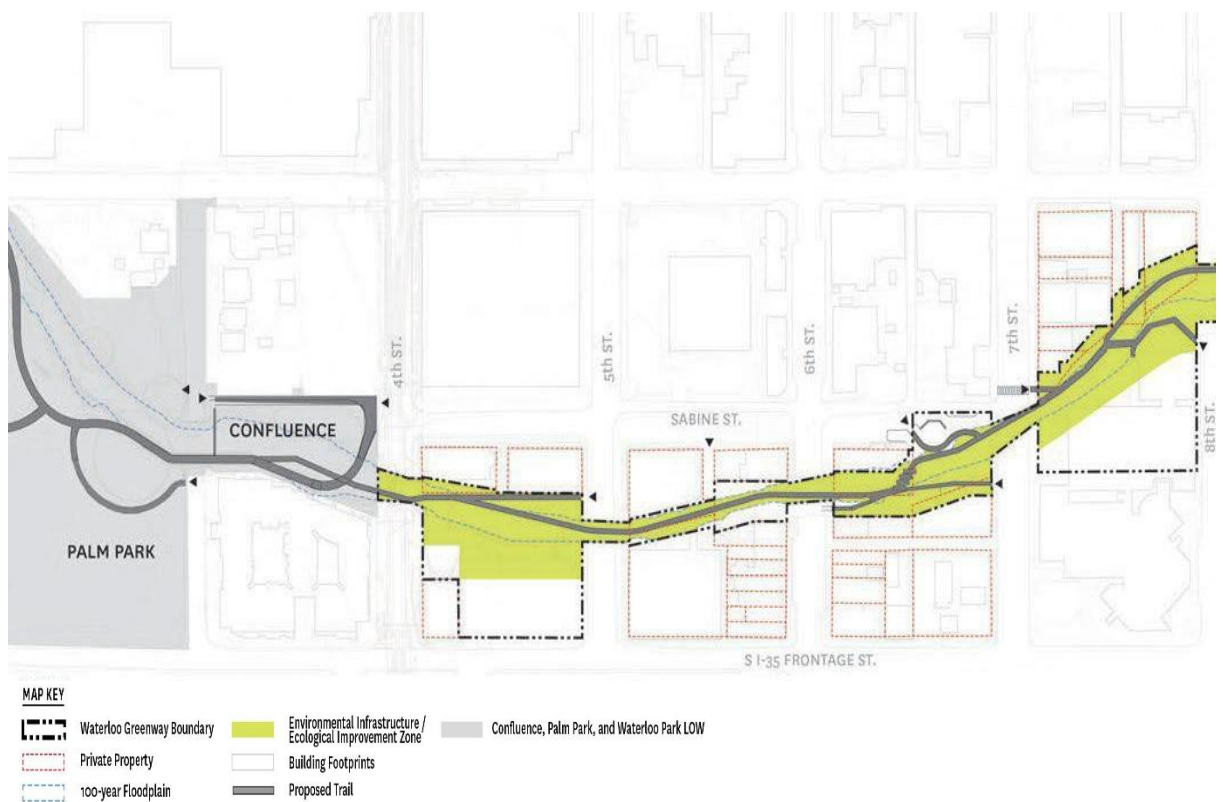 4th ST.
5th ST.
6th ST.
7th ST.
8th ST.
SABINE ST.
CONFLUENCE
PALM PARK
S I-35 FRONTAGE ST.
MAP KEY
Waterloo Greenway Boundary
Private Property
100-year Floodplain
Environmental Infrastructure /
Ecological Improvement Zone
Building Footprints
Proposed Trail
Confluence, Palm Park, and Waterloo Park LOW